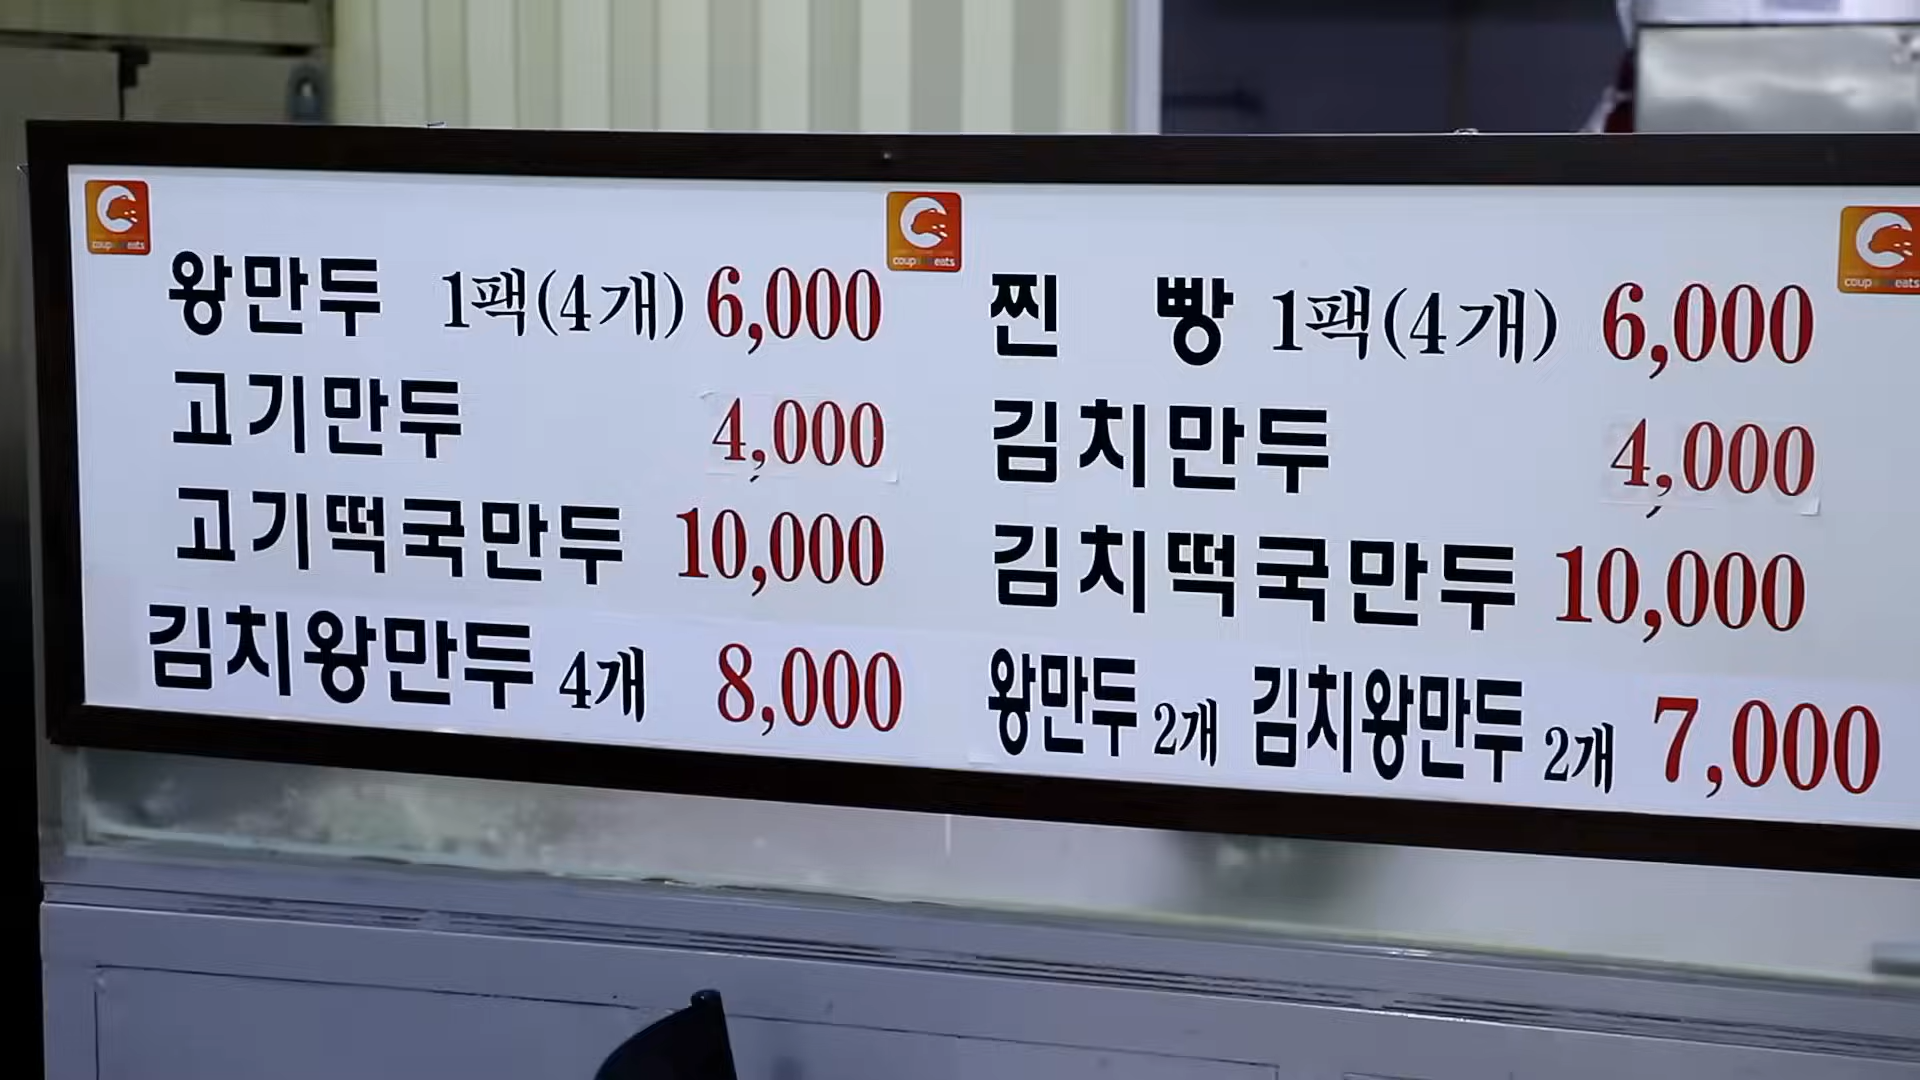 coupangeats
왕만두 1팩(4개) 6,000
고기만두 4,000
고기떡국만두 10,000
김치왕만두 4개 8,000
coupangeats
찐 빵 1팩(4개) 6,000
김치만두 4,000
김치떡국만두 10,000
왕만두 2개 김치왕만두 2개 7,000
coupangeats